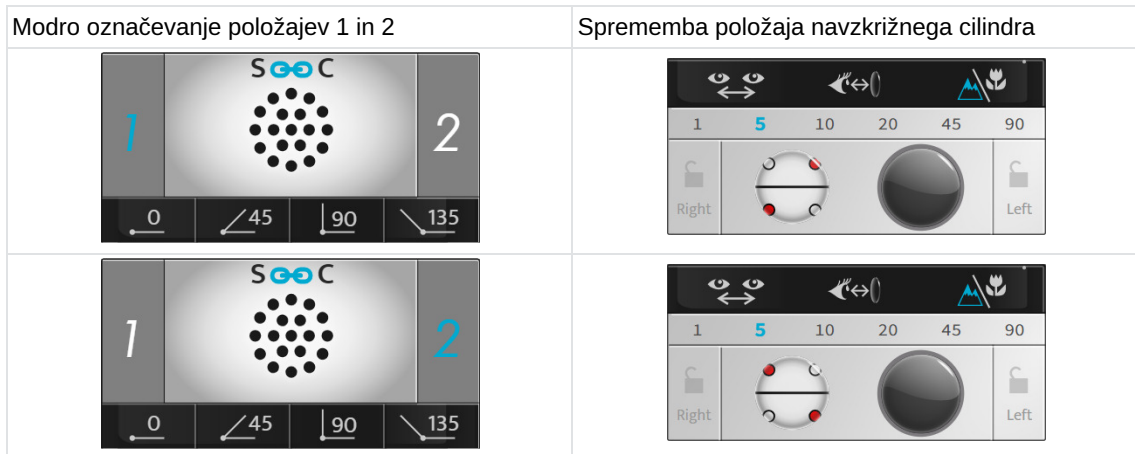 Modro označevanje položajev 1 in 2
Sprememba položaja navzkrižnega cilindra
S C
1 2
0 45 90 135
1 5 10 20 45 90
Right Left
S C
1 2
0 45 90 135
1 5 10 20 45 90
Right Left